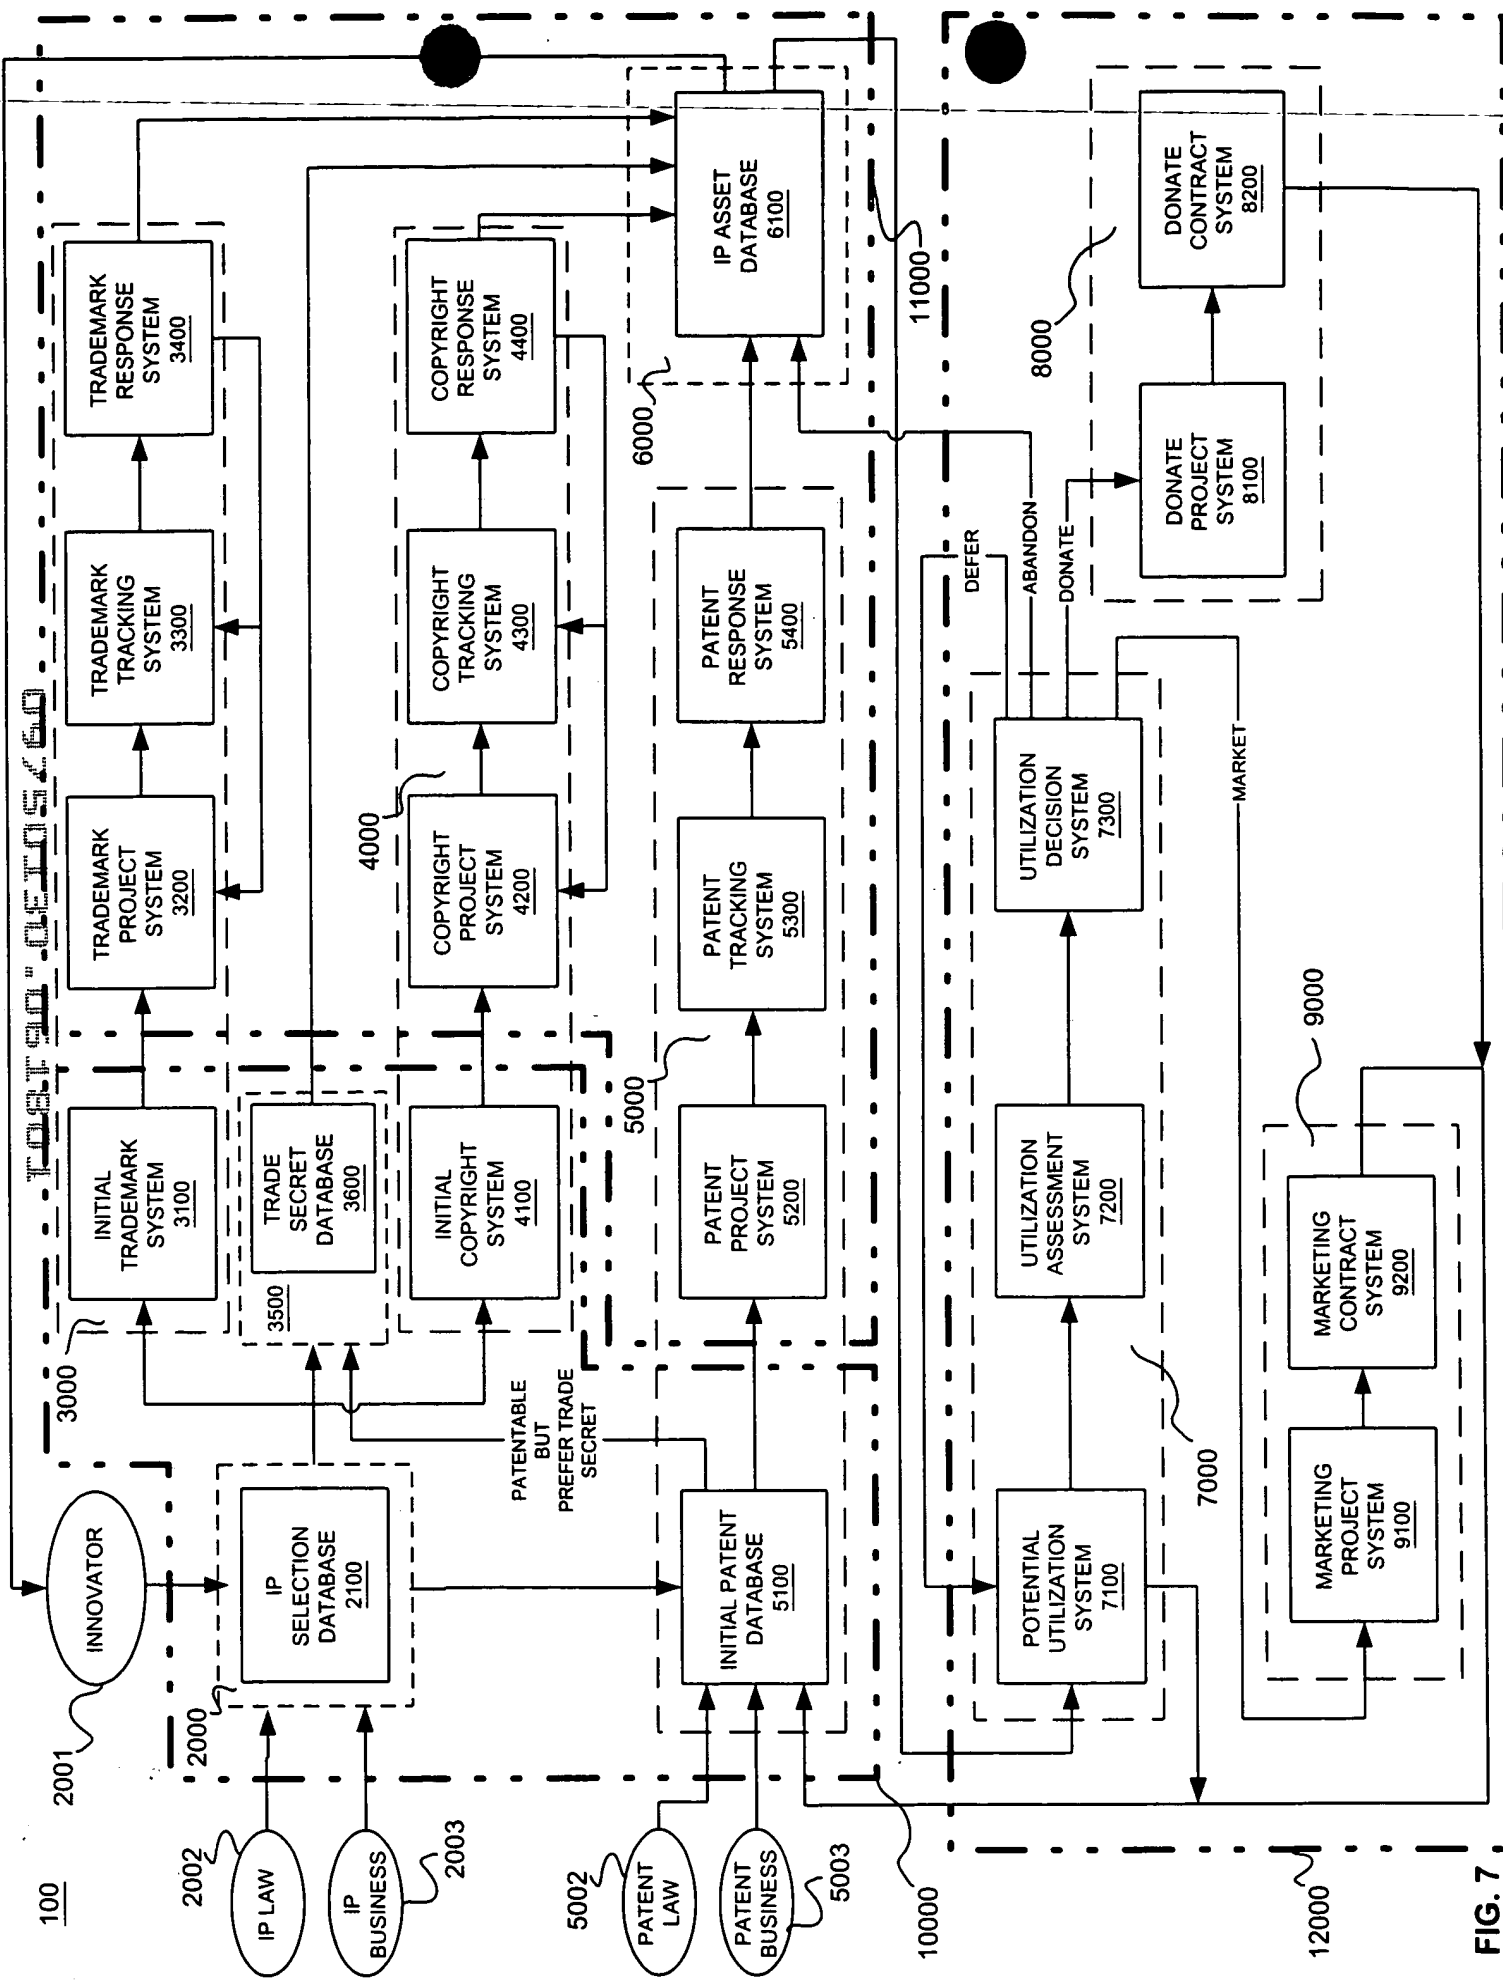 100
INNOVATOR
2001
IP LAW
2002
IP
BUSINESS
2003
PATENT
LAW
5002
PATENT
BUSINESS
5003
10000
2000
IP
SELECTION
DATABASE
2100
INITIAL PATENT
DATABASE
5100
PATENTABLE
BUT
PREFER TRADE
SECRET
3000
INITIAL
TRADEMARK
SYSTEM
3100
TRADEMARK
PROJECT
SYSTEM
3200
TRADEMARK
TRACKING
SYSTEM
3300
TRADEMARK
RESPONSE
SYSTEM
3400
3500
TRADE
SECRET
DATABASE
3600
4000
INITIAL
COPYRIGHT
SYSTEM
4100
COPYRIGHT
PROJECT
SYSTEM
4200
COPYRIGHT
TRACKING
SYSTEM
4300
COPYRIGHT
RESPONSE
SYSTEM
4400
5000
PATENT
PROJECT
SYSTEM
5200
PATENT
TRACKING
SYSTEM
5300
PATENT
RESPONSE
SYSTEM
5400
6000
IP ASSET
DATABASE
6100
11000
7000
POTENTIAL
UTILIZATION
SYSTEM
7100
UTILIZATION
ASSESSMENT
SYSTEM
7200
UTILIZATION
DECISION
SYSTEM
7300
DEFER
ABANDON
DONATE
MARKET
8000
DONATE
PROJECT
SYSTEM
8100
DONATE
CONTRACT
SYSTEM
8200
9000
MARKETING
PROJECT
SYSTEM
9100
MARKETING
CONTRACT
SYSTEM
9200
12000
FIG. 7